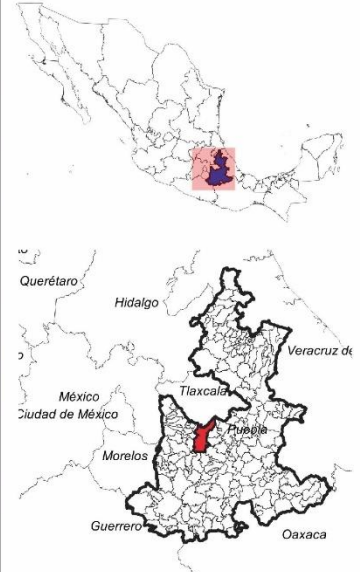 Querétaro
Hidalgo
Veracruz de
Tlaxcala
México
Ciudad de México
Puebla
Morelos
Guerrero
Oaxaca